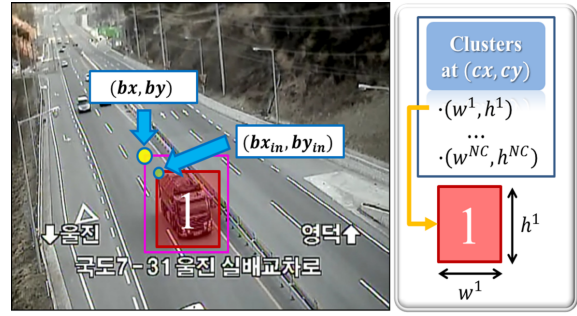 (bx, by)
(bx_in, by_in)
1
↓울진
영덕↑
국도7-31 울진 실배교차로
Clusters
at (cx, cy)
·(w^1, h^1)
...
·(w^NC, h^NC)
1
h^1
w^1